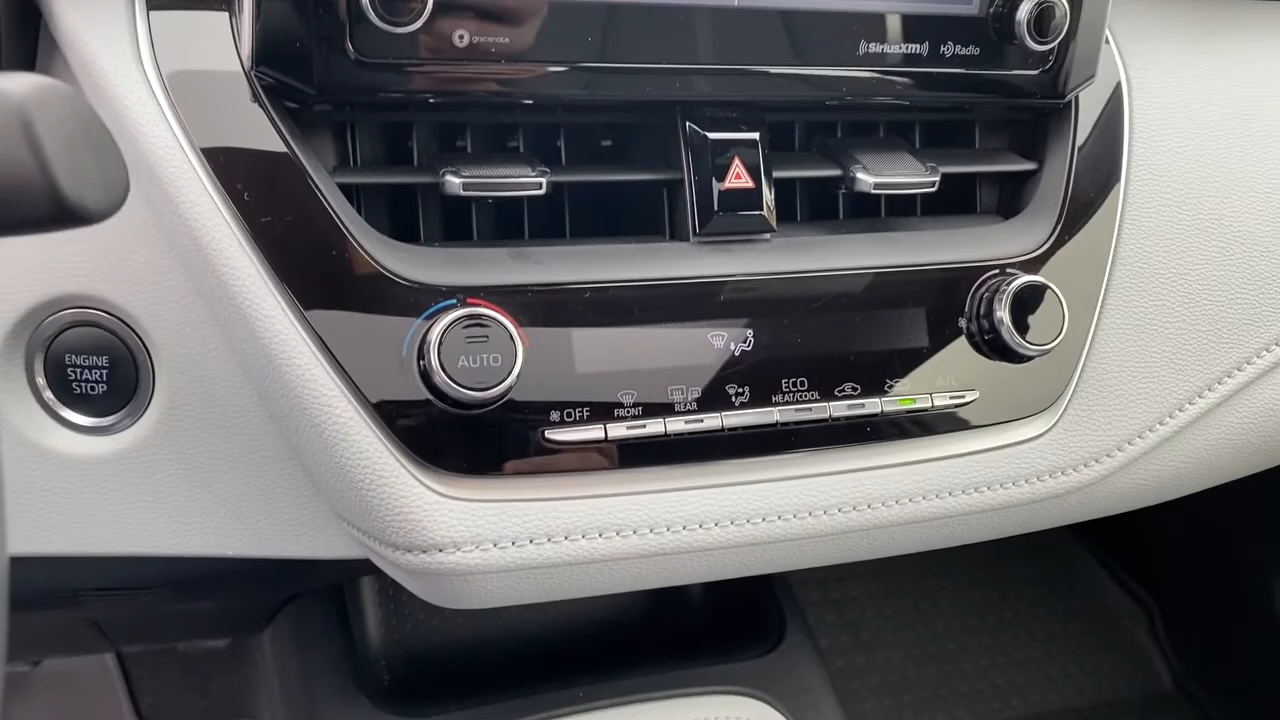 gracenote
SiriusXM
HD Radio
ENGINE
START
STOP
AUTO
OFF
FRONT
REAR
ECO
HEAT/COOL
A/C